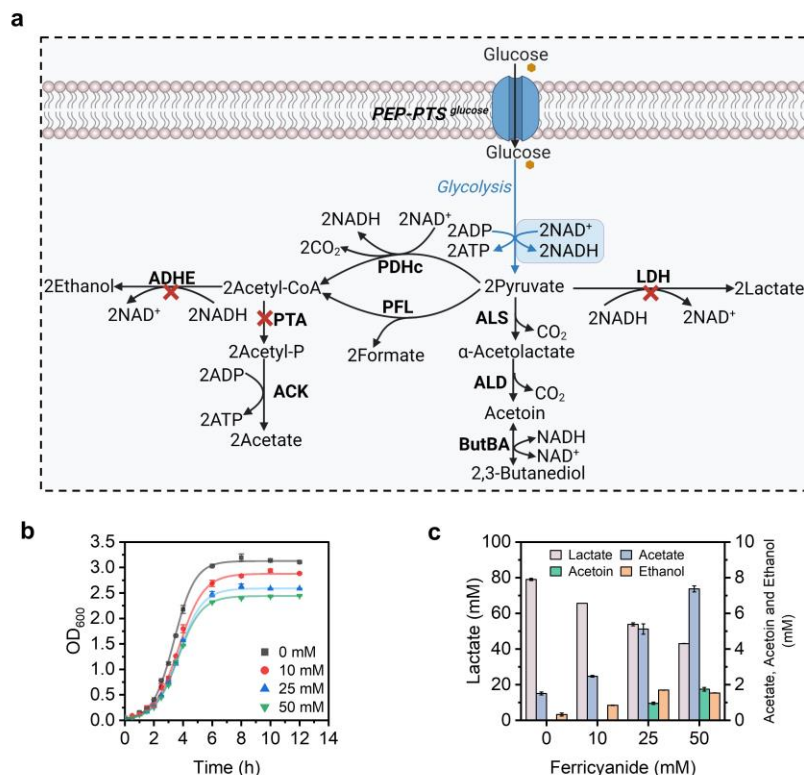 a
Glucose
PEP-PTS glucose
Glucose
Glycolysis
2NADH 2NAD⁺ 2ADP 2NAD⁺
2CO₂ 2ATP 2NADH
ADHE PDHc LDH
2Ethanol 2Acetyl-CoA 2Pyruvate 2Lactate
2NAD⁺ 2NADH PTA PFL ALS 2NADH 2NAD⁺
CO₂
2Acetyl-P 2Formate α-Acetolactate
2ADP ALD
ACK CO₂
2ATP Acetoin
2Acetate ButBA NADH
NAD⁺
2,3-Butanediol
b
OD₆₀₀
3.5
3.0
2.5
2.0
1.5
1.0
0.5
0.0
0 mM
10 mM
25 mM
50 mM
0 2 4 6 8 10 12 14
Time (h)
c
Lactate (mM)
100
80
60
40
20
0
Lactate Acetate
Acetoin Ethanol
10
8
6
4
2
0
Acetate, Acetoin and Ethanol
(mM)
0 10 25 50
Ferricyanide (mM)